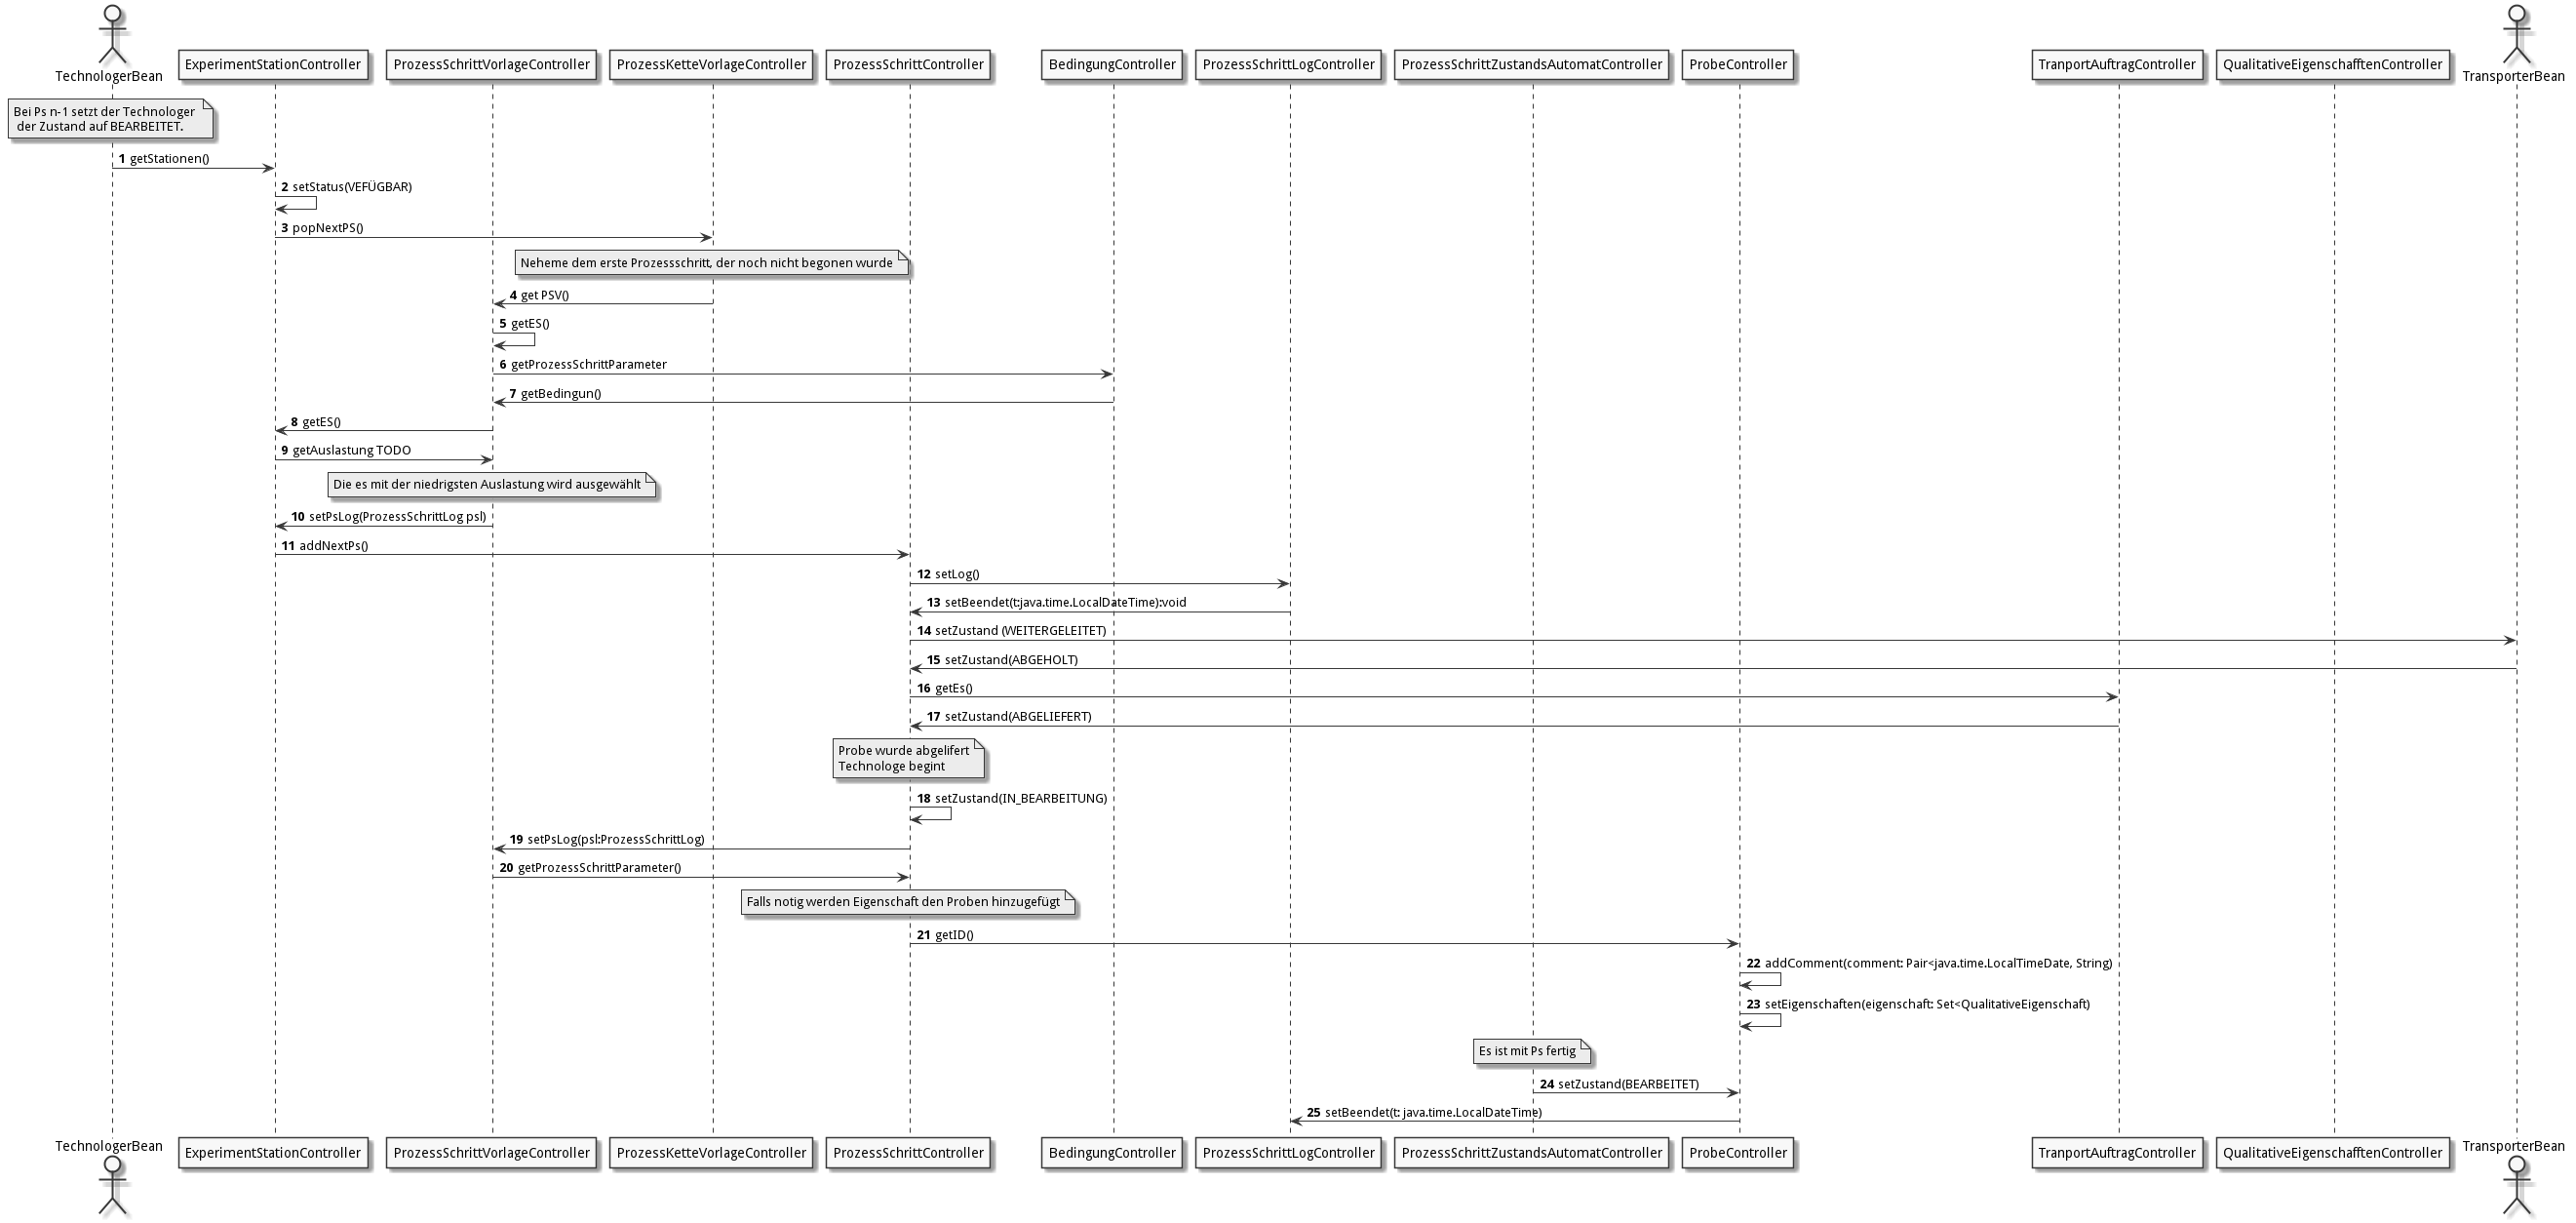 TechnologerBean
ExperimentStationController
ProzessSchrittVorlageController
ProzessKetteVorlageController
ProzessSchrittController
BedingungController
ProzessSchrittLogController
ProzessSchrittZustandsAutomatController
ProbeController
TranportAuftragController
QualitativeEigenschafftenController
TransporterBean
Bei Ps n-1 setzt der Technologer
der Zustand auf BEARBEITET.
1 getStationen()
2 setStatus(VEFÜGBAR)
3 popNextPS()
Neheme dem erste Prozessschritt, der noch nicht begonen wurde
4 get PSV()
5 getES()
6 getProzessSchrittParameter
7 getBedingun()
8 getES()
9 getAuslastung TODO
Die es mit der niedrigsten Auslastung wird ausgewählt
10 setPsLog(ProzessSchrittLog psl)
11 addNextPs()
12 setLog()
13 setBeendet(t:java.time.LocalDateTime):void
14 setZustand (WEITERGELEITET)
15 setZustand(ABGEHOLT)
16 getEs()
17 setZustand(ABGELIEFERT)
Probe wurde abgelifert
Technologe begint
18 setZustand(IN_BEARBEITUNG)
19 setPsLog(psl:ProzessSchrittLog)
20 getProzessSchrittParameter()
Falls notig werden Eigenschaft den Proben hinzugefügt
21 getID()
22 addComment(comment: Pair<java.time.LocalTimeDate, String)
23 setEigenschaften(eigenschaft: Set<QualitativeEigenschaft)
Es ist mit Ps fertig
24 setZustand(BEARBEITET)
25 setBeendet(t: java.time.LocalDateTime)
TechnologerBean
ExperimentStationController
ProzessSchrittVorlageController
ProzessKetteVorlageController
ProzessSchrittController
BedingungController
ProzessSchrittLogController
ProzessSchrittZustandsAutomatController
ProbeController
TranportAuftragController
QualitativeEigenschafftenController
TransporterBean